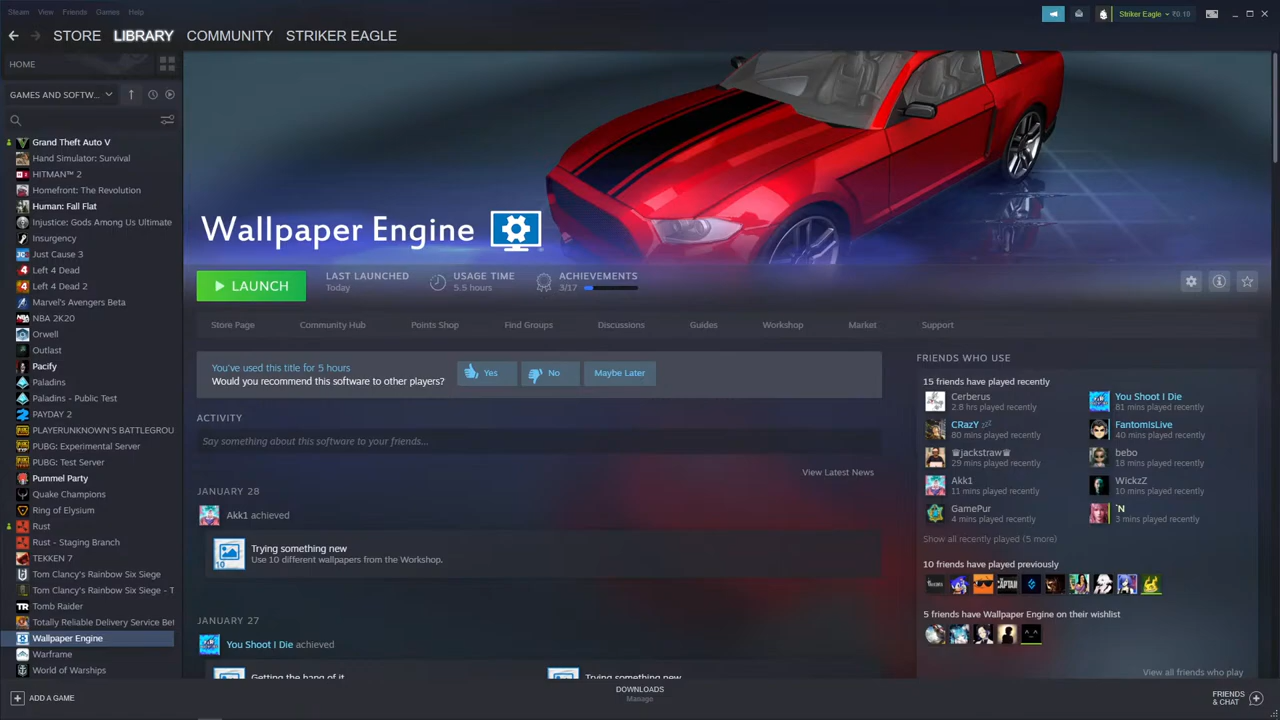 Steam View Friends Games Help
Striker Eagle ₹0.18
STORE LIBRARY COMMUNITY STRIKER EAGLE
HOME
GAMES AND SOFTW...
Grand Theft Auto V
Hand Simulator: Survival
HITMAN™ 2
Homefront: The Revolution
Human: Fall Flat
Injustice: Gods Among Us Ultimate
Insurgency
Just Cause 3
Left 4 Dead
Left 4 Dead 2
Marvel's Avengers Beta
NBA 2K20
Orwell
Outlast
Pacify
Paladins
Paladins - Public Test
PAYDAY 2
PLAYERUNKNOWN'S BATTLEGROU
PUBG: Experimental Server
PUBG: Test Server
Pummel Party
Quake Champions
Ring of Elysium
Rust
Rust - Staging Branch
TEKKEN 7
Tom Clancy's Rainbow Six Siege
Tom Clancy's Rainbow Six Siege - T
Tomb Raider
Totally Reliable Delivery Service Bet
Wallpaper Engine
Warframe
World of Warships
ADD A GAME
Wallpaper Engine
LAUNCH
LAST LAUNCHED
Today
USAGE TIME
5.5 hours
ACHIEVEMENTS
3/17
Store Page Community Hub Points Shop Find Groups Discussions Guides Workshop Market Support
You've used this title for 5 hours
Would you recommend this software to other players?
Yes No Maybe Later
ACTIVITY
Say something about this software to your friends...
View Latest News
JANUARY 28
Akk1 achieved
10
Trying something new
Use 10 different wallpapers from the Workshop.
JANUARY 27
You Shoot I Die achieved
Getting the hang of it
Trying something new
FRIENDS WHO USE
15 friends have played recently
Cerberus
2.8 hrs played recently
You Shoot I Die
81 mins played recently
CRazY
80 mins played recently
FantomIsLive
40 mins played recently
♛jackstraw♛
29 mins played recently
bebo
18 mins played recently
Akk1
11 mins played recently
WickzZ
10 mins played recently
GamePur
4 mins played recently
`N
3 mins played recently
Show all recently played (5 more)
10 friends have played previously
5 friends have Wallpaper Engine on their wishlist
View all friends who play
DOWNLOADS
Manage
FRIENDS
& CHAT